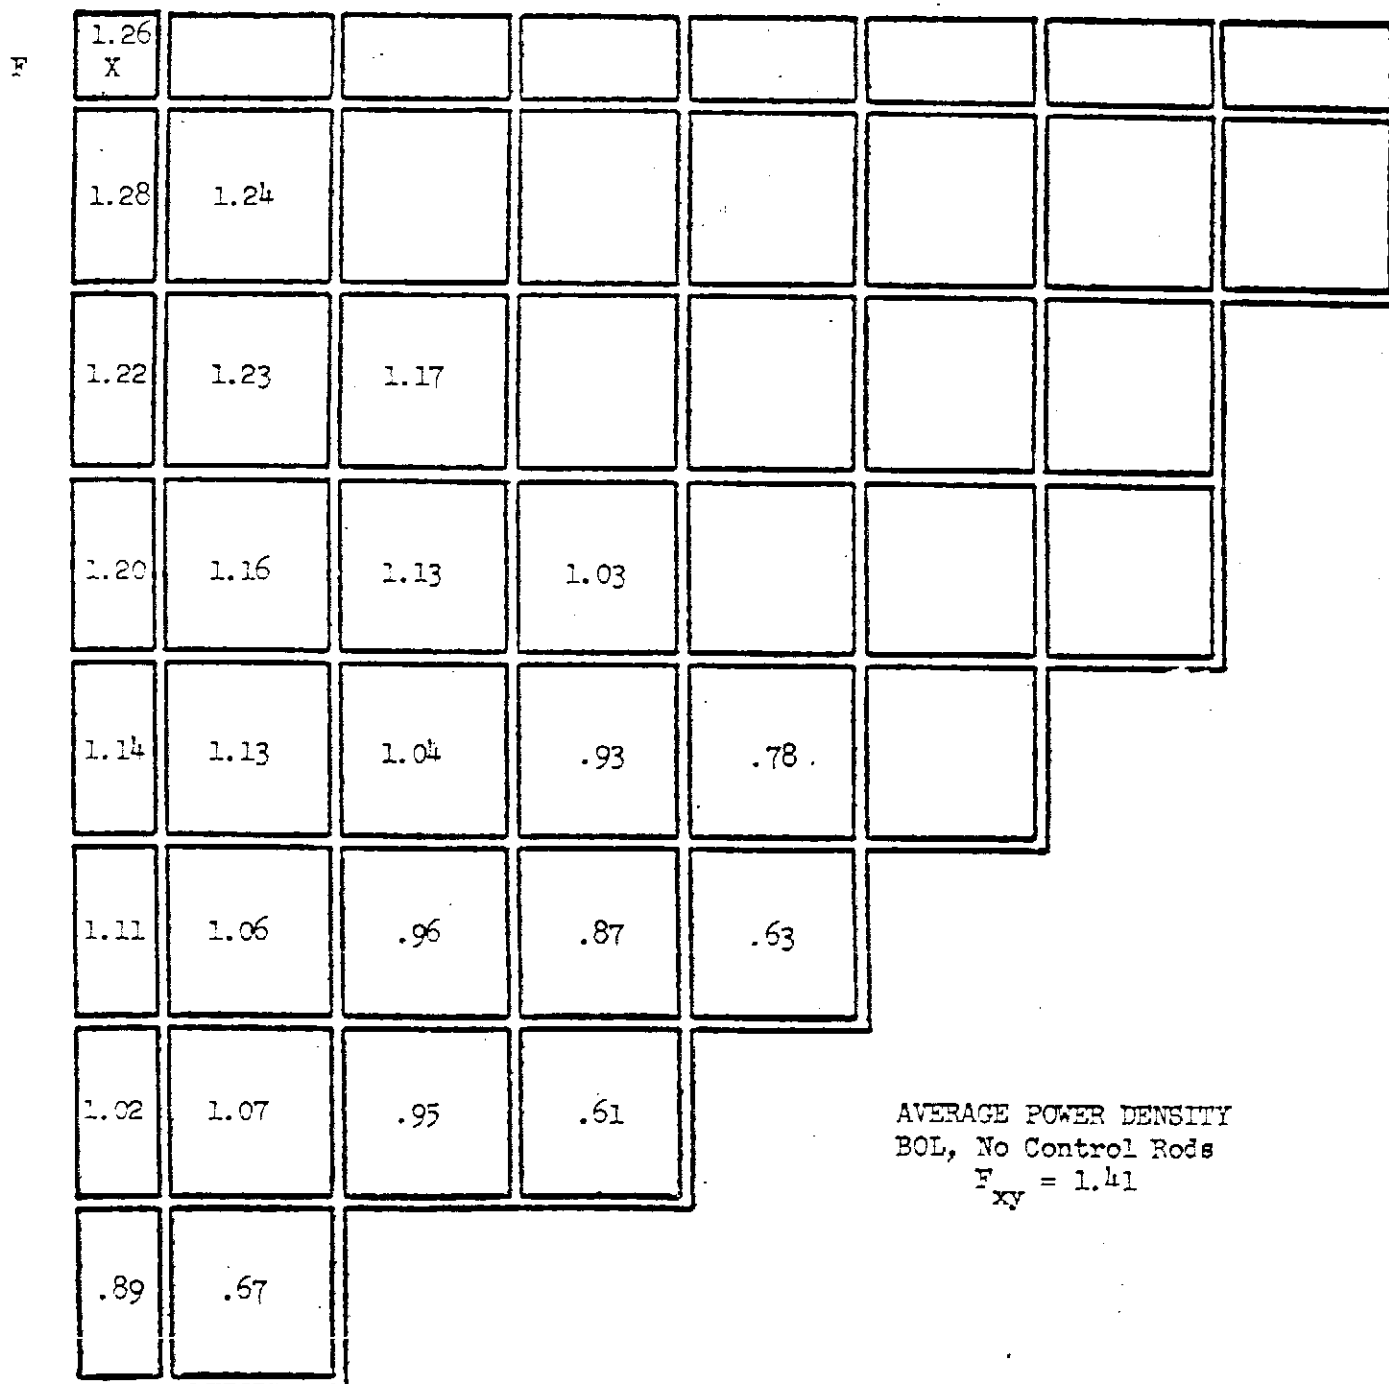 1.26
F X
1.28 1.24
1.22 1.23 1.17
1.20 1.16 1.13 1.03
1.14 1.13 1.04 .93 .78
1.11 1.06 .96 .87 .63
1.02 1.07 .95 .61
AVERAGE POWER DENSITY
BOL, No Control Rods
F_xy = 1.41
.89 .67